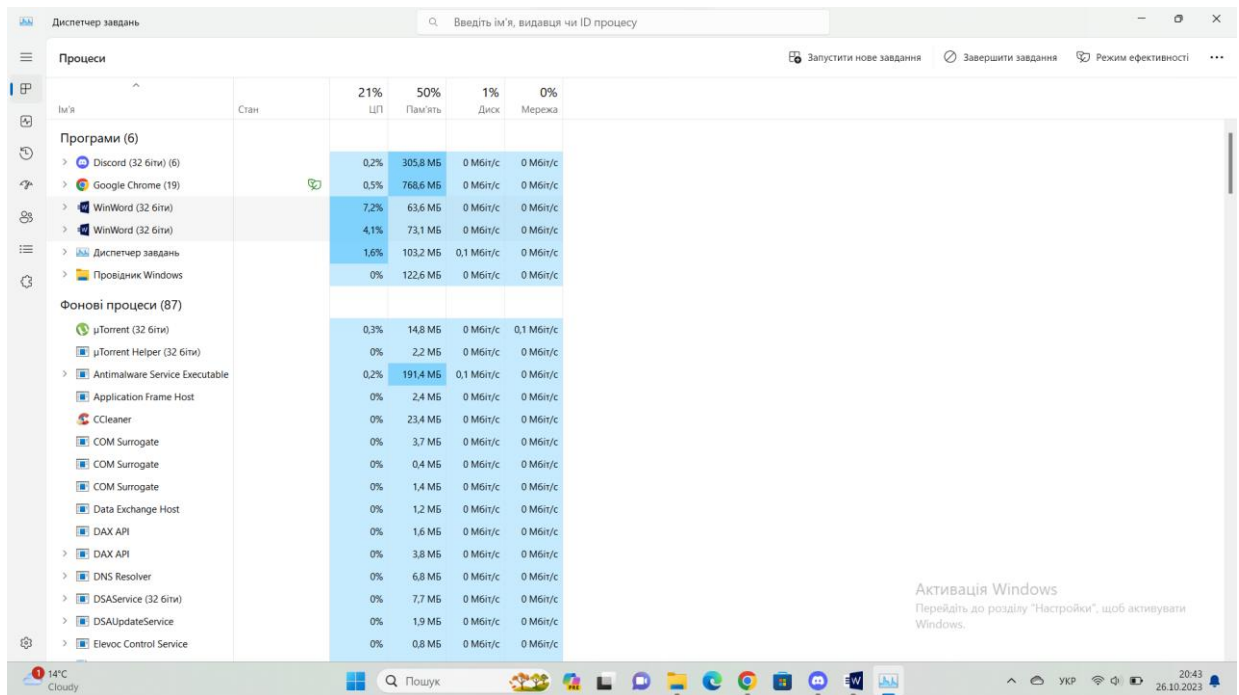 Диспетчер завдань
Введіть ім'я, видавця чи ID процесу
Процеси
Запустити нове завдання Завершити завдання Режим ефективності
21% 50% 1% 0%
Ім'я Стан ЦП Пам'ять Диск Мережа
Програми (6)
Discord (32 біти) (6) 0,2% 305,8 МБ 0 Мбіт/с 0 Мбіт/с
Google Chrome (19) 0,5% 768,6 МБ 0 Мбіт/с 0 Мбіт/с
WinWord (32 біти) 7,2% 63,6 МБ 0 Мбіт/с 0 Мбіт/с
WinWord (32 біти) 4,1% 73,1 МБ 0 Мбіт/с 0 Мбіт/с
Диспетчер завдань 1,6% 103,2 МБ 0,1 Мбіт/с 0 Мбіт/с
Провідник Windows 0% 122,6 МБ 0 Мбіт/с 0 Мбіт/с
Фонові процеси (87)
µTorrent (32 біти) 0,3% 14,8 МБ 0 Мбіт/с 0,1 Мбіт/с
µTorrent Helper (32 біти) 0% 2,2 МБ 0 Мбіт/с 0 Мбіт/с
Antimalware Service Executable 0,2% 191,4 МБ 0,1 Мбіт/с 0 Мбіт/с
Application Frame Host 0% 2,4 МБ 0 Мбіт/с 0 Мбіт/с
CCleaner 0% 23,4 МБ 0 Мбіт/с 0 Мбіт/с
COM Surrogate 0% 3,7 МБ 0 Мбіт/с 0 Мбіт/с
COM Surrogate 0% 0,4 МБ 0 Мбіт/с 0 Мбіт/с
COM Surrogate 0% 1,4 МБ 0 Мбіт/с 0 Мбіт/с
Data Exchange Host 0% 1,2 МБ 0 Мбіт/с 0 Мбіт/с
DAX API 0% 1,6 МБ 0 Мбіт/с 0 Мбіт/с
DAX API 0% 3,8 МБ 0 Мбіт/с 0 Мбіт/с
DNS Resolver 0% 6,8 МБ 0 Мбіт/с 0 Мбіт/с
DSAService (32 біти) 0% 7,7 МБ 0 Мбіт/с 0 Мбіт/с
DSAUpdateService 0% 1,9 МБ 0 Мбіт/с 0 Мбіт/с
Elevoc Control Service 0% 0,8 МБ 0 Мбіт/с 0 Мбіт/с
Активація Windows
Перейдіть до розділу "Настройки", щоб активувати
Windows.
1
14°C
Cloudy
Пошук
УКР
20:43
26.10.2023